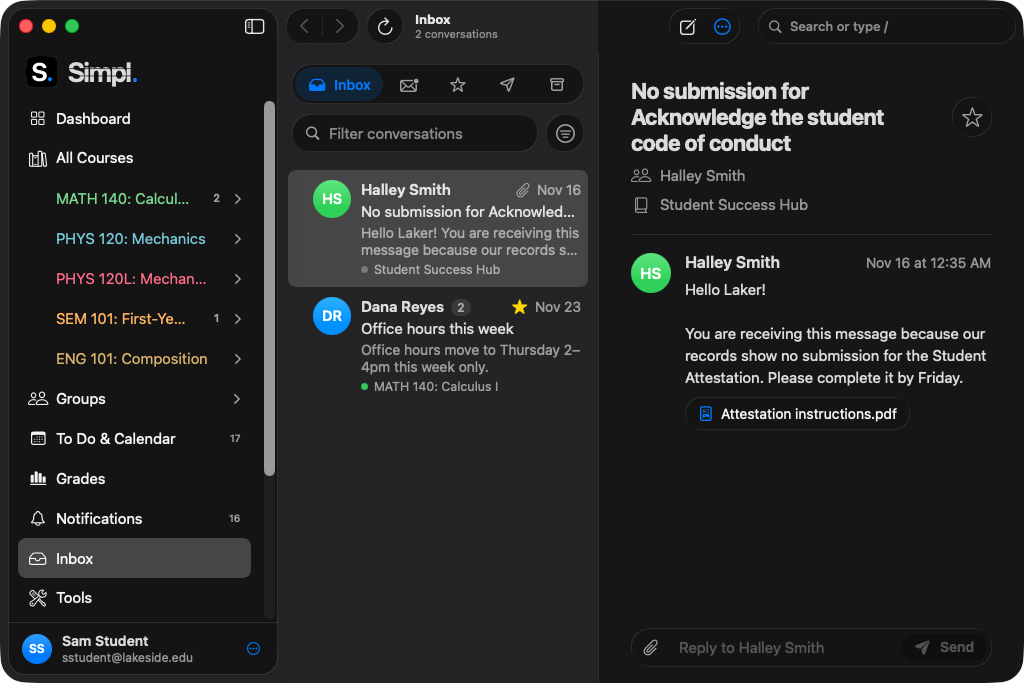 S. Simpl.
Dashboard
All Courses
MATH 140: Calcul... 2
PHYS 120: Mechanics
PHYS 120L: Mechan...
SEM 101: First-Ye... 1
ENG 101: Composition
Groups
To Do & Calendar 17
Grades
Notifications 16
Inbox
Tools
SS
Sam Student
sstudent@lakeside.edu
Inbox
2 conversations
Inbox
Filter conversations
HS
Halley Smith Nov 16
No submission for Acknowled...
Hello Laker! You are receiving this
message because our records s...
Student Success Hub
DR
Dana Reyes 2 Nov 23
Office hours this week
Office hours move to Thursday 2–
4pm this week only.
MATH 140: Calculus I
Search or type /
No submission for
Acknowledge the student
code of conduct
Halley Smith
Student Success Hub
HS
Halley Smith Nov 16 at 12:35 AM
Hello Laker!
You are receiving this message because our
records show no submission for the Student
Attestation. Please complete it by Friday.
Attestation instructions.pdf
Reply to Halley Smith Send